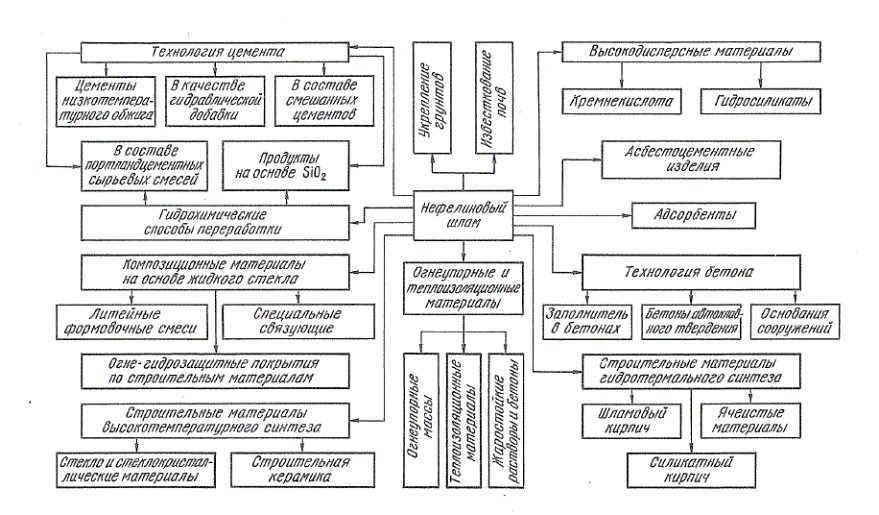 Технология цемента
Цементы
низкотемпера-
турного обжига
В качестве
гидравлической
добавки
В составе
смешанных
цементов
В составе
портландцементных
сырьевых смесей
Продукты
на основе SiO2
Гидрохимические
способы переработки
Укрепление
грунтов
Известкование
почв
Высокодисперсные материалы
Кремнекислота
Гидросиликаты
Асбестоцементные
изделия
Нефелиновый
шлам
Адсорбенты
Композиционные материалы
на основе жидкого стекла
Литейные
формовочные смеси
Специальные
связующие
Огне-гидрозащитные покрытия
по строительным материалам
Огнеупорные и
теплоизоляционные
материалы
Огнеупорные
массы
Теплоизоляционные
материалы
Жаростойкие
растворы и бетоны
Технология бетона
Заполнитель
в бетонах
Бетоны автоклав-
ного твердения
Основания
сооружений
Строительные материалы
гидротермального синтеза
Шламовый
кирпич
Ячеистые
материалы
Силикатный
кирпич
Строительные материалы
высокотемпературного синтеза
Стекло и стеклокристал-
лические материалы
Строительная
керамика